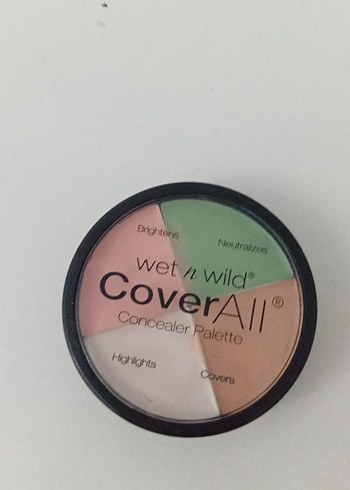 Brightens
Neutralizes
wet n wild®
CoverAll®
Concealer Palette
Highlights
Covers